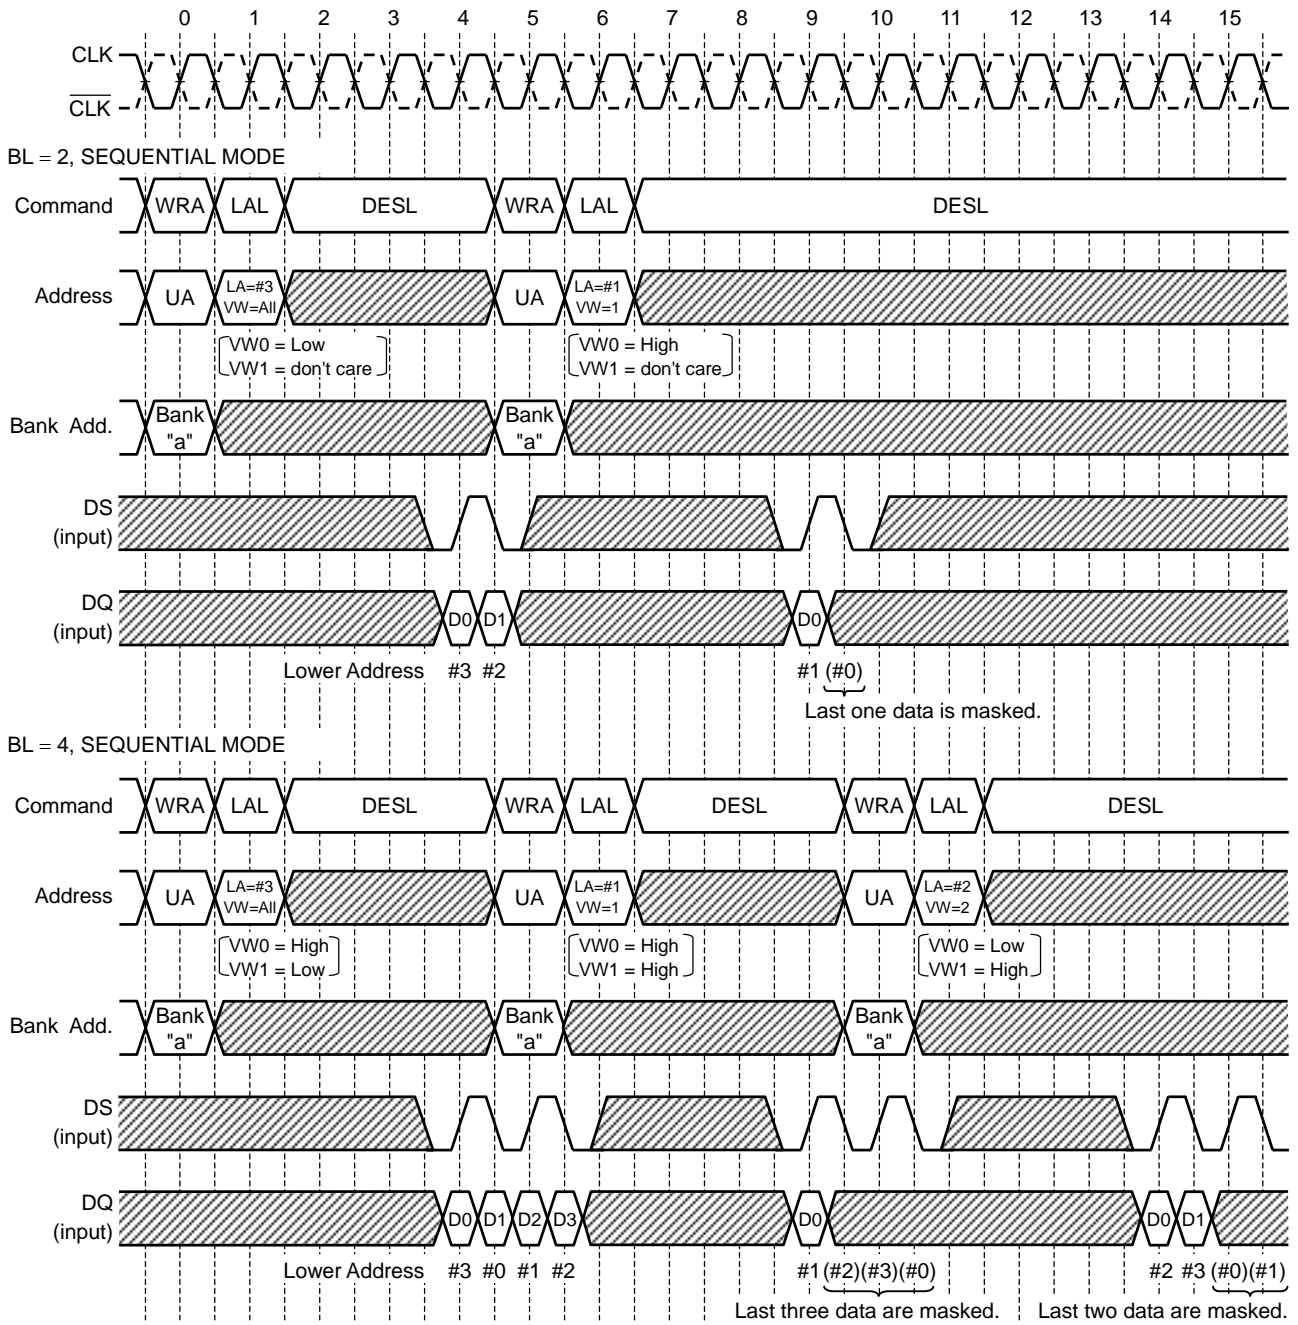 0 1 2 3 4 5 6 7 8 9 10 11 12 13 14 15
CLK
CLK
BL = 2, SEQUENTIAL MODE
Command WRA LAL DESL WRA LAL DESL
Address UA LA=#3 UA LA=#1
VW=All VW=1
VW0 = Low VW0 = High
VW1 = don't care VW1 = don't care
Bank Add. Bank Bank
"a" "a"
DS
(input)
DQ D0 D1 D0
(input)
Lower Address #3 #2 #1 (#0)
Last one data is masked.
BL = 4, SEQUENTIAL MODE
Command WRA LAL DESL WRA LAL DESL WRA LAL DESL
Address UA LA=#3 UA LA=#1 UA LA=#2
VW=All VW=1 VW=2
VW0 = High VW0 = High VW0 = Low
VW1 = Low VW1 = High VW1 = High
Bank Add. Bank Bank Bank
"a" "a" "a"
DS
(input)
DQ D0 D1 D2 D3 D0 D0 D1
(input)
Lower Address #3 #0 #1 #2 #1 (#2)(#3)(#0) #2 #3 (#0)(#1)
Last three data are masked. Last two data are masked.